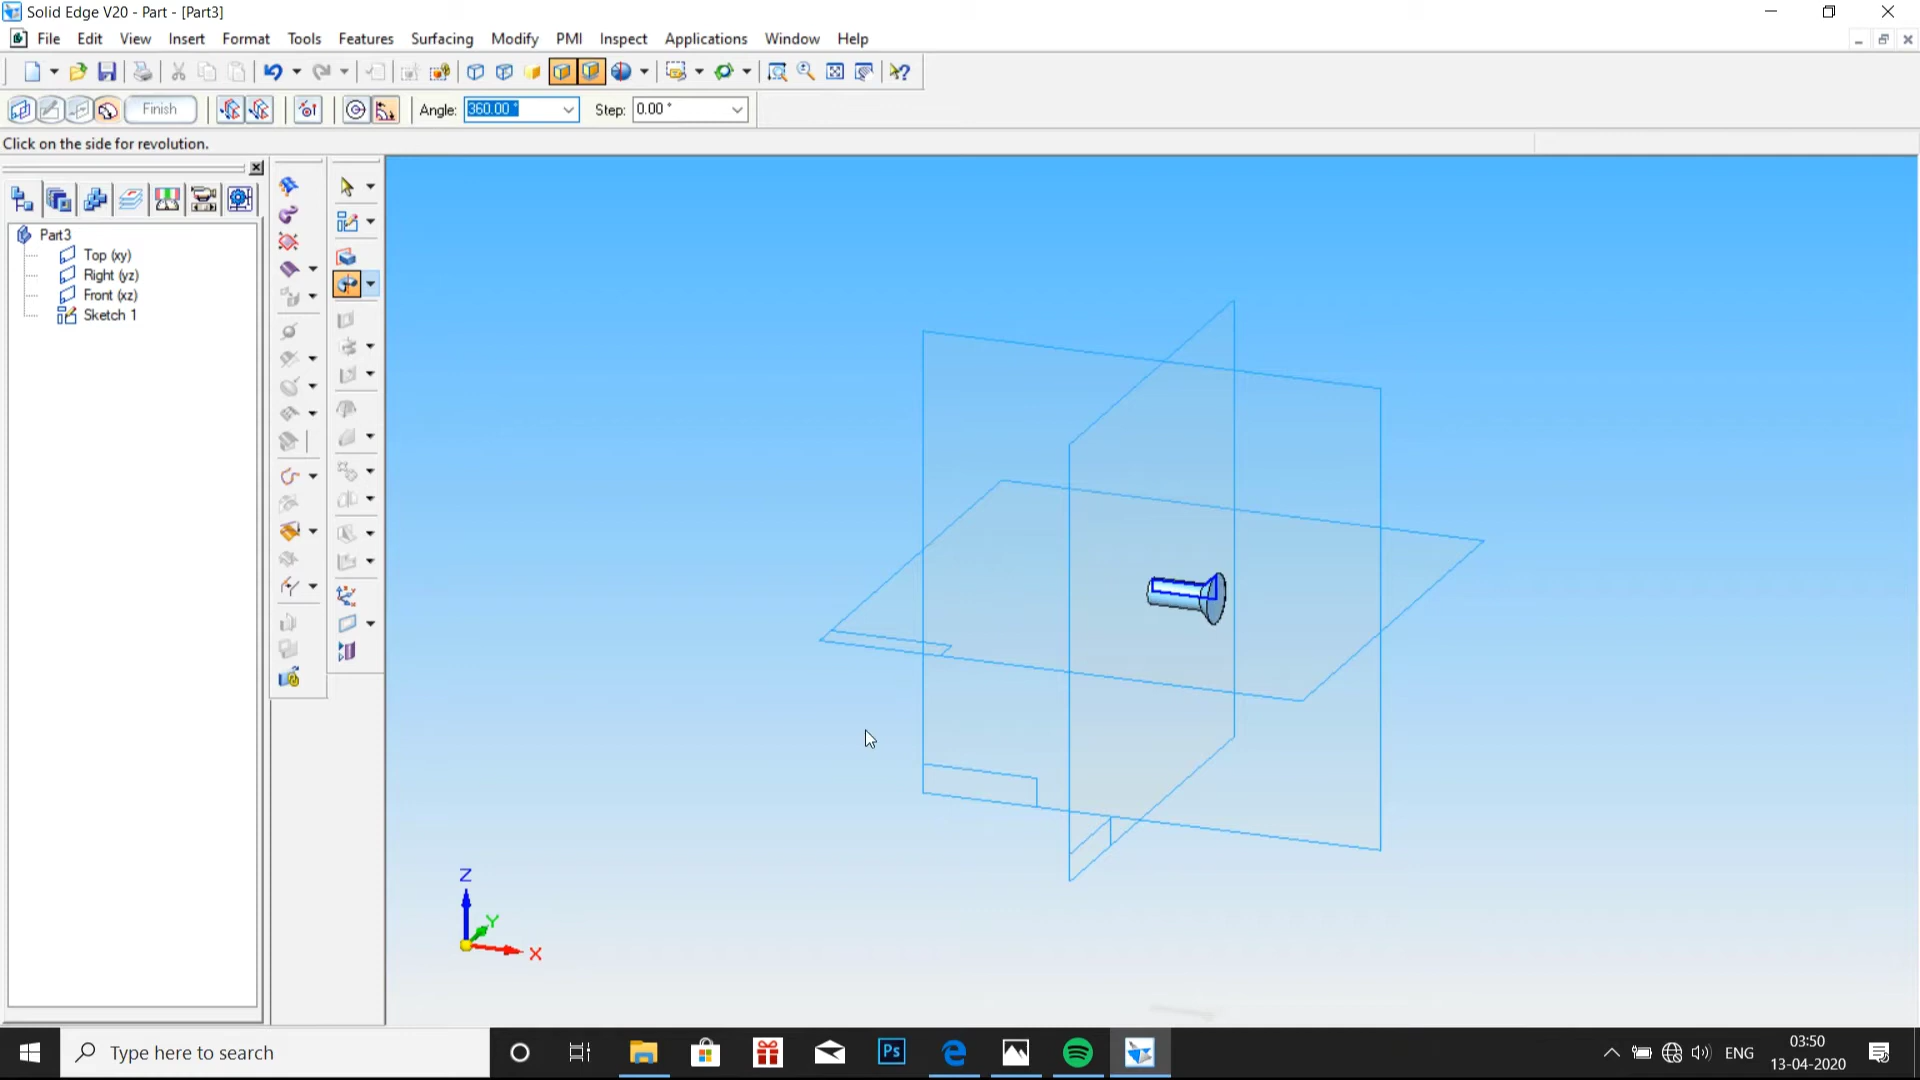 Solid Edge V20 - Part - [Part3]
File Edit View Insert Format Tools Features Surfacing Modify PMI Inspect Applications Window Help
Finish Angle: 360.00 ° Step: 0.00 °
Click on the side for revolution.
Part3
Top (xy)
Right (yz)
Front (xz)
Sketch 1
Z
Y
X
Type here to search
Ps
ENG
03:50
13-04-2020